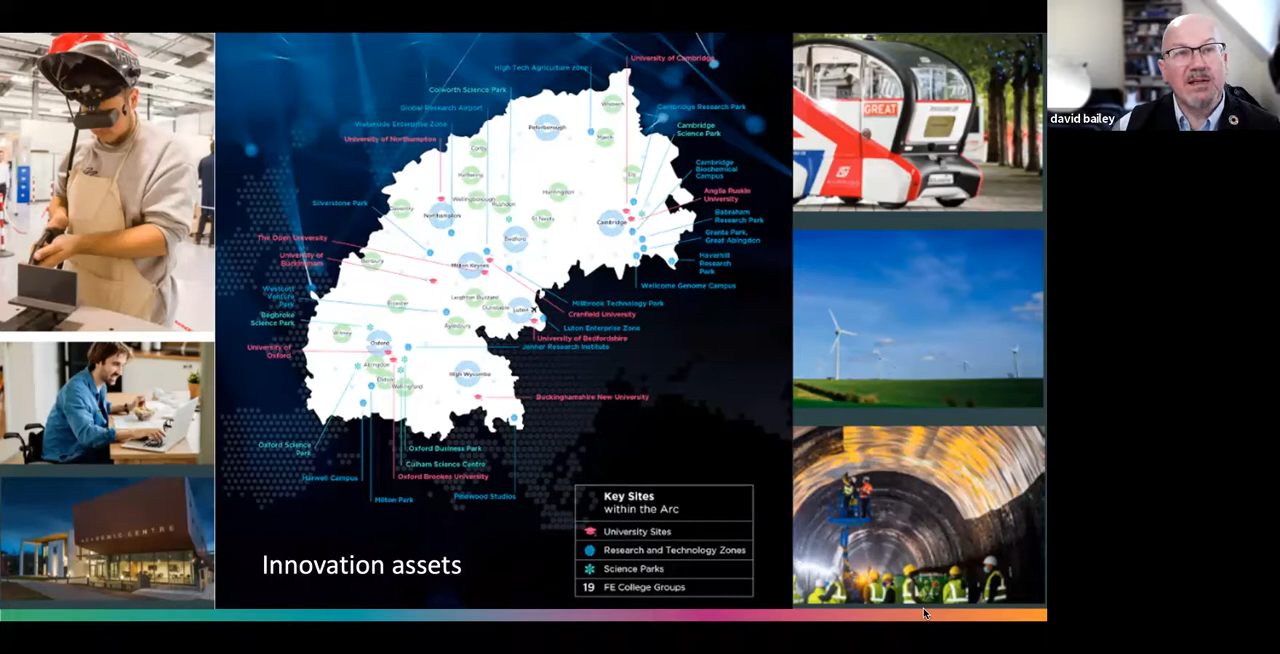 High Tech Agriculture zone
University of Cambridge
Colworth Science Park
Global Research Airport
Cambridge Research Park
Waterside Enterprise Zone
Cambridge
Science Park
University of Northampton
Cambridge
Biochemical
Campus
Anglia Ruskin
University
Silverstone Park
Babraham
Research Park
The Open University
Granta Park,
Great Abingdon
University of
Buckingham
Haverhill
Research
Park
Westcott
Venture
Park
Wellcome Genome Campus
Millbrook Technology Park
Cranfield University
Begbroke
Science Park
Luton Enterprise Zone
University of Bedfordshire
Jenner Research Institute
University of
Oxford
Buckinghamshire New University
Oxford Science
Park
Oxford Business Park
Culham Science Centre
Harwell Campus
Oxford Brookes University
Milton Park
Pinewood Studios
Wisbech
Peterborough
March
Corby
Kettering
Ely
Huntingdon
Wellingborough
Rushden
Daventry
Northampton
St Neots
Cambridge
Bedford
Banbury
Milton Keynes
Leighton Buzzard
Bicester
Dunstable
Luton
Aylesbury
Witney
Oxford
Abingdon
Didcot
Wallingford
High Wycombe
Key Sites
within the Arc
University Sites
Research and Technology Zones
Science Parks
19 FE College Groups
Innovation assets
ACADEMIC CENTRE
GREAT
david bailey